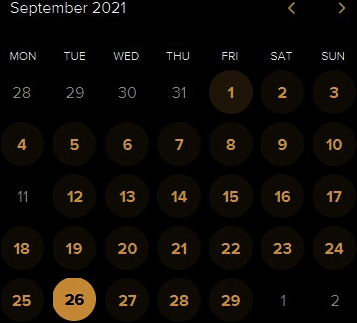 September 2021
MON TUE WED THU FRI SAT SUN
28 29 30 31 1 2 3
4 5 6 7 8 9 10
11 12 13 14 15 16 17
18 19 20 21 22 23 24
25 26 27 28 29 1 2